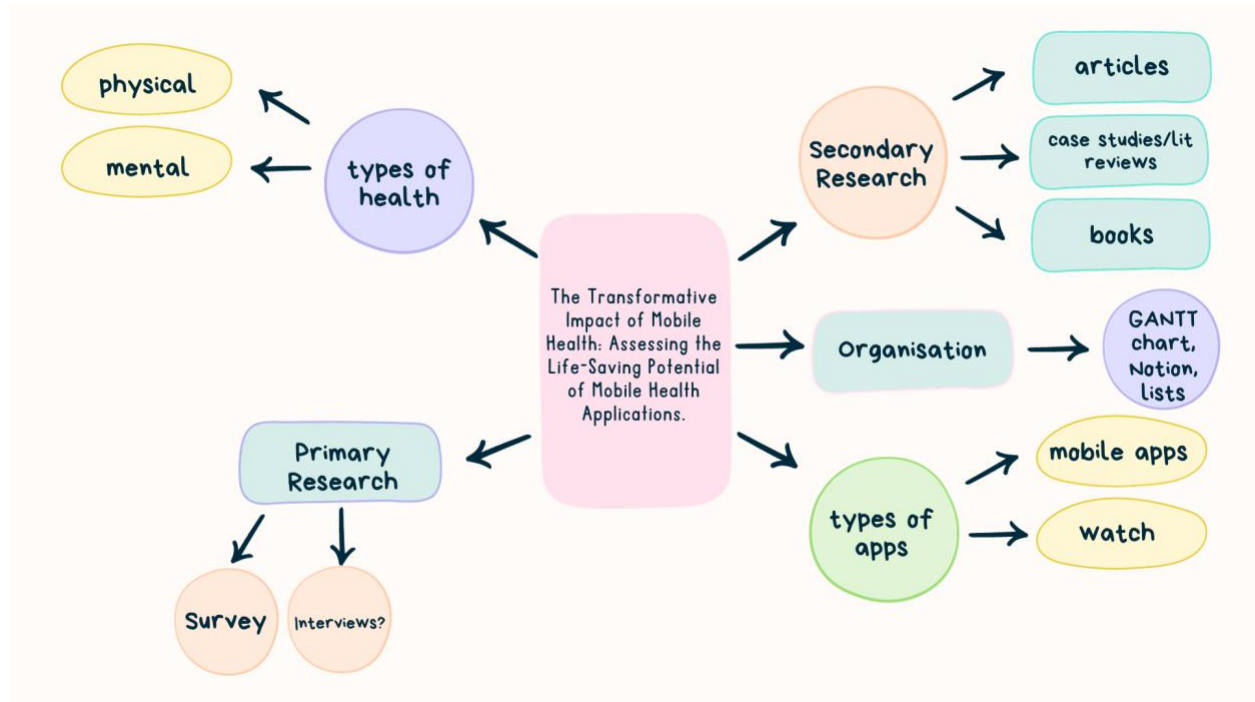 physical
mental
types of
health
Secondary
Research
articles
case studies/lit
reviews
books
The Transformative
Impact of Mobile
Health: Assessing the
Life-Saving Potential
of Mobile Health
Applications.
Organisation
GANTT
chart,
Notion,
lists
Primary
Research
Survey
Interviews?
types of
apps
mobile apps
watch